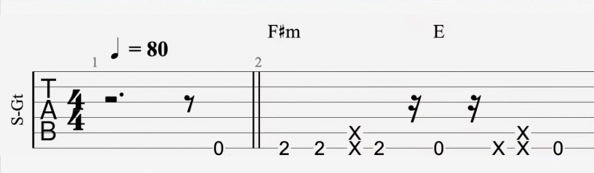 F♯m E
♩ = 80
1 2
S-Gt
T
A
B
4
4
X X
0 2 2 X 2 0 X X 0